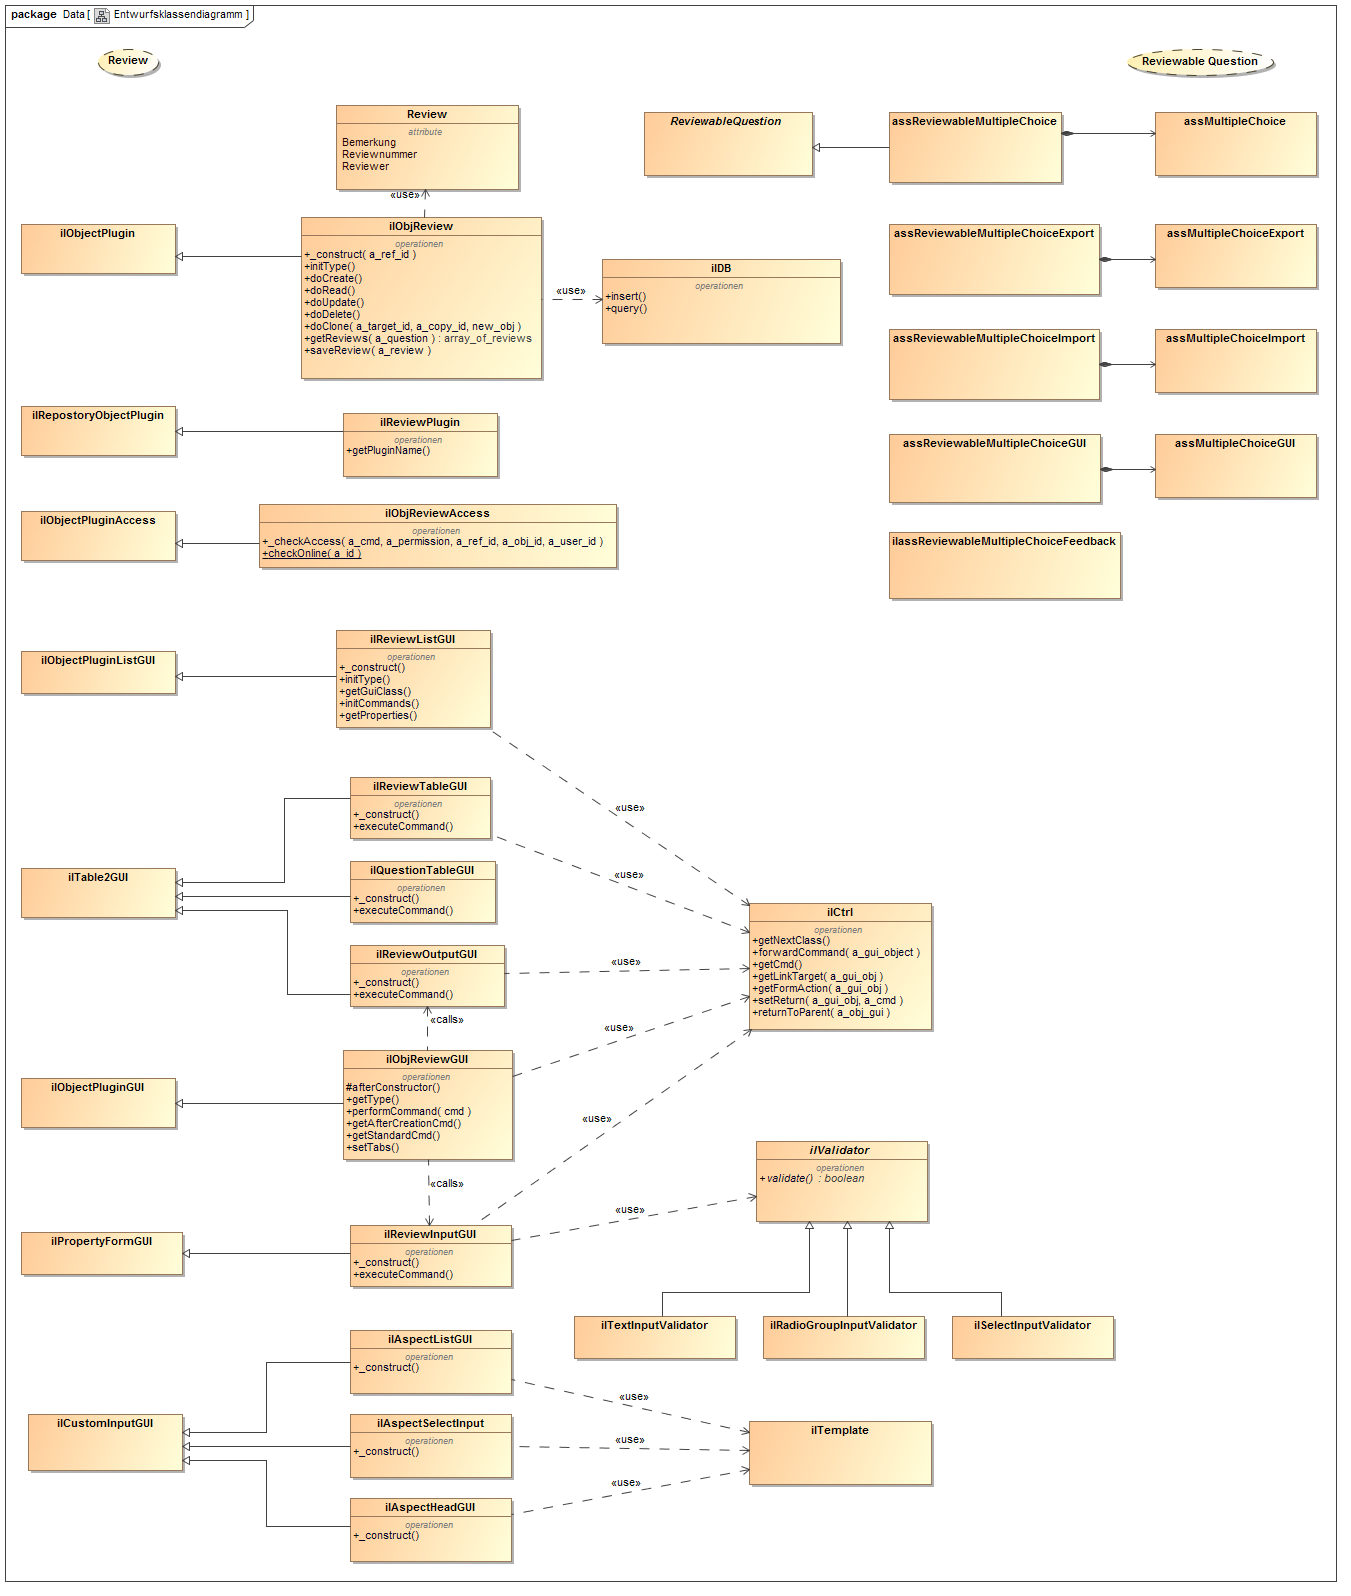 package Data [ Entwurfsklassendiagramm ]
Review
Reviewable Question
Review
attribute
Bemerkung
Reviewnummer
Reviewer
«use»
ReviewableQuestion
assReviewableMultipleChoice
assMultipleChoice
ilObjectPlugin
ilObjReview
operationen
+_construct( a_ref_id )
+initType()
+doCreate()
+doRead()
+doUpdate()
+doDelete()
+doClone( a_target_id, a_copy_id, new_obj )
+getReviews( a_question ) : array_of_reviews
+saveReview( a_review )
«use»
ilDB
operationen
+insert()
+query()
assReviewableMultipleChoiceExport
assMultipleChoiceExport
assReviewableMultipleChoiceImport
assMultipleChoiceImport
ilRepostoryObjectPlugin
ilReviewPlugin
operationen
+getPluginName()
assReviewableMultipleChoiceGUI
assMultipleChoiceGUI
ilObjectPluginAccess
ilObjReviewAccess
operationen
+_checkAccess( a_cmd, a_permission, a_ref_id, a_obj_id, a_user_id )
+checkOnline( a_id )
ilassReviewableMultipleChoiceFeedback
ilObjectPluginListGUI
ilReviewListGUI
operationen
+_construct()
+initType()
+getGuiClass()
+initCommands()
+getProperties()
«use»
ilReviewTableGUI
operationen
+_construct()
+executeCommand()
«use»
ilTable2GUI
ilQuestionTableGUI
operationen
+_construct()
+executeCommand()
ilReviewOutputGUI
operationen
+_construct()
+executeCommand()
«use»
ilCtrl
operationen
+getNextClass()
+forwardCommand( a_gui_object )
+getCmd()
+getLinkTarget( a_gui_obj )
+getFormAction( a_gui_obj )
+setReturn( a_gui_obj, a_cmd )
+returnToParent( a_obj_gui )
«calls»
«use»
ilObjectPluginGUI
ilObjReviewGUI
operationen
#afterConstructor()
+getType()
+performCommand( cmd )
+getAfterCreationCmd()
+getStandardCmd()
+setTabs()
«use»
«calls»
ilValidator
operationen
+validate() : boolean
«use»
ilPropertyFormGUI
ilReviewInputGUI
operationen
+_construct()
+executeCommand()
ilTextInputValidator
ilRadioGroupInputValidator
ilSelectInputValidator
ilAspectListGUI
operationen
+_construct()
«use»
ilCustomInputGUI
ilAspectSelectInput
operationen
+_construct()
«use»
ilTemplate
«use»
ilAspectHeadGUI
operationen
+_construct()